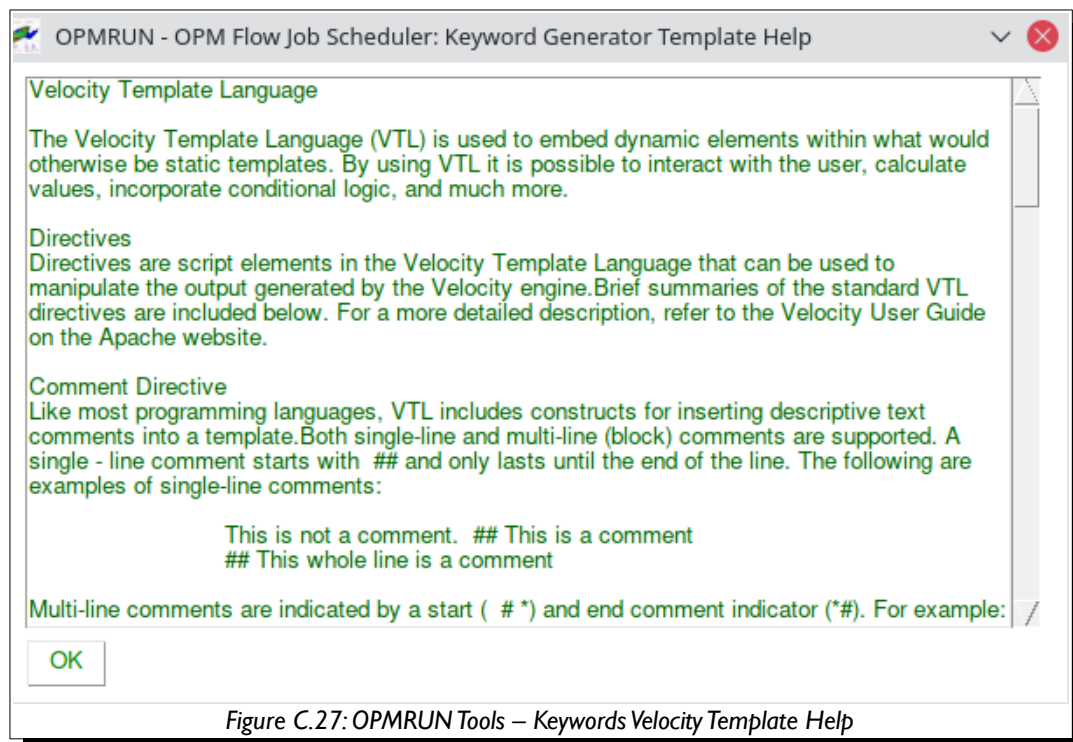 OPMRUN - OPM Flow Job Scheduler: Keyword Generator Template Help
Velocity Template Language
The Velocity Template Language (VTL) is used to embed dynamic elements within what would
otherwise be static templates. By using VTL it is possible to interact with the user, calculate
values, incorporate conditional logic, and much more.
Directives
Directives are script elements in the Velocity Template Language that can be used to
manipulate the output generated by the Velocity engine.Brief summaries of the standard VTL
directives are included below. For a more detailed description, refer to the Velocity User Guide
on the Apache website.
Comment Directive
Like most programming languages, VTL includes constructs for inserting descriptive text
comments into a template.Both single-line and multi-line (block) comments are supported. A
single - line comment starts with  ## and only lasts until the end of the line. The following are
examples of single-line comments:
This is not a comment.  ## This is a comment
## This whole line is a comment
Multi-line comments are indicated by a start (  # *) and end comment indicator (*#). For example:
OK
Figure C.27: OPMRUN Tools – Keywords Velocity Template Help